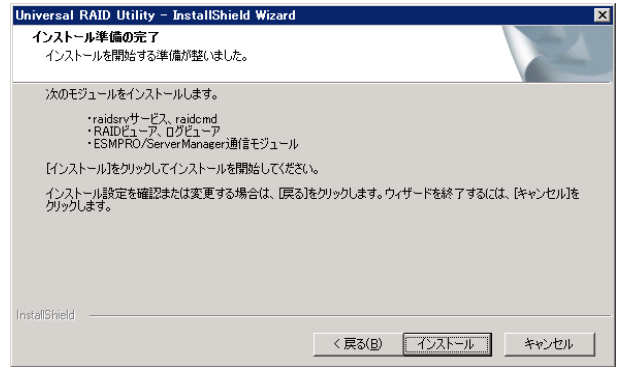 Universal RAID Utility - InstallShield Wizard
インストール準備の完了
インストールを開始する準備が整いました。
次のモジュールをインストールします。
・raidsrvサービス、raidcmd
・RAIDビューア、ログビューア
・ESMPRO/ServerManager通信モジュール
[インストール]をクリックしてインストールを開始してください。
インストール設定を確認または変更する場合は、[戻る]をクリックします。ウィザードを終了するには、[キャンセル]を
クリックします。
InstallShield
< 戻る(B)
インストール
キャンセル